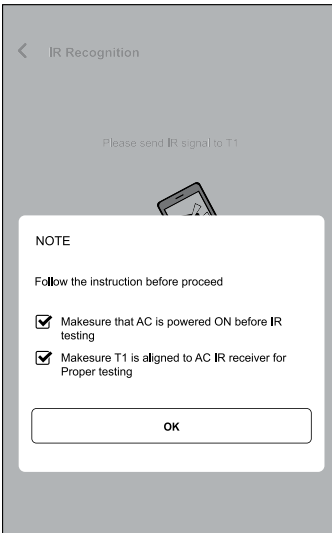 IR Recognition
Please send IR signal to T1
NOTE
Follow the instruction before proceed
Makesure that AC is powered ON before IR
testing
Makesure T1 is aligned to AC IR receiver for
Proper testing
OK